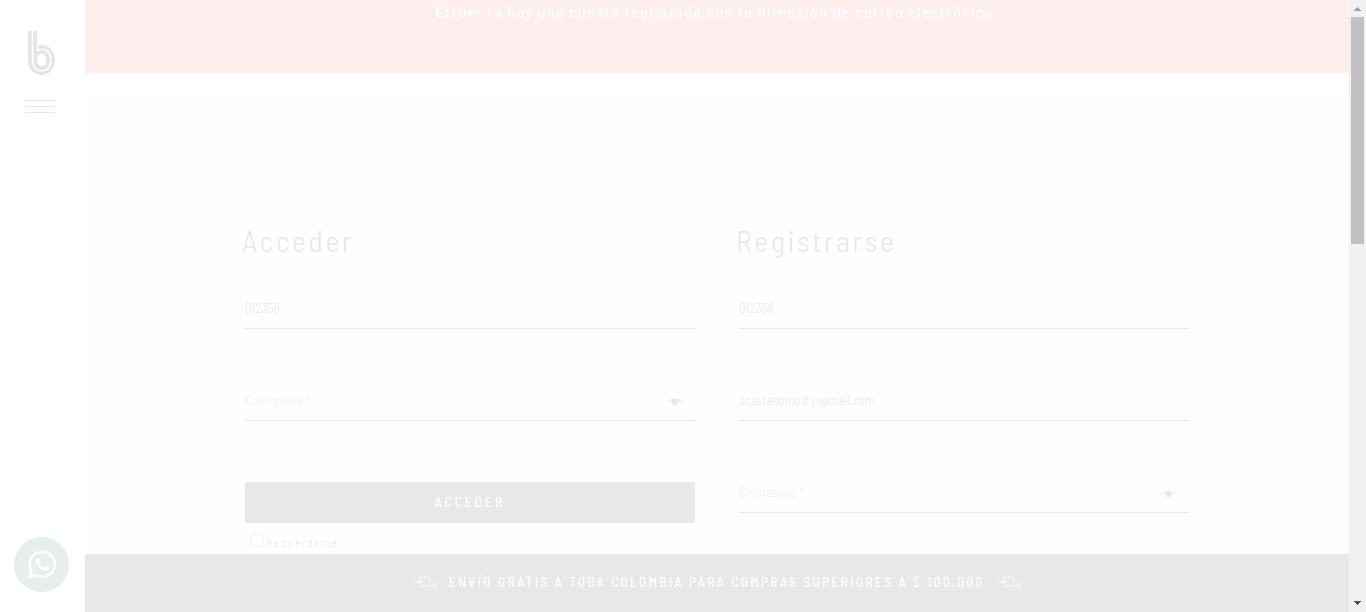 Error: Ya hay una cuenta registrada con tu dirección de correo electrónico.
b
Acceder
Registrarse
012358
012358
Contraseña *
scastanomo@yopmail.com
ACCEDER
Contraseña *
Recuérdame
ENVÍO GRATIS A TODA COLOMBIA PARA COMPRAS SUPERIORES A $ 100.000